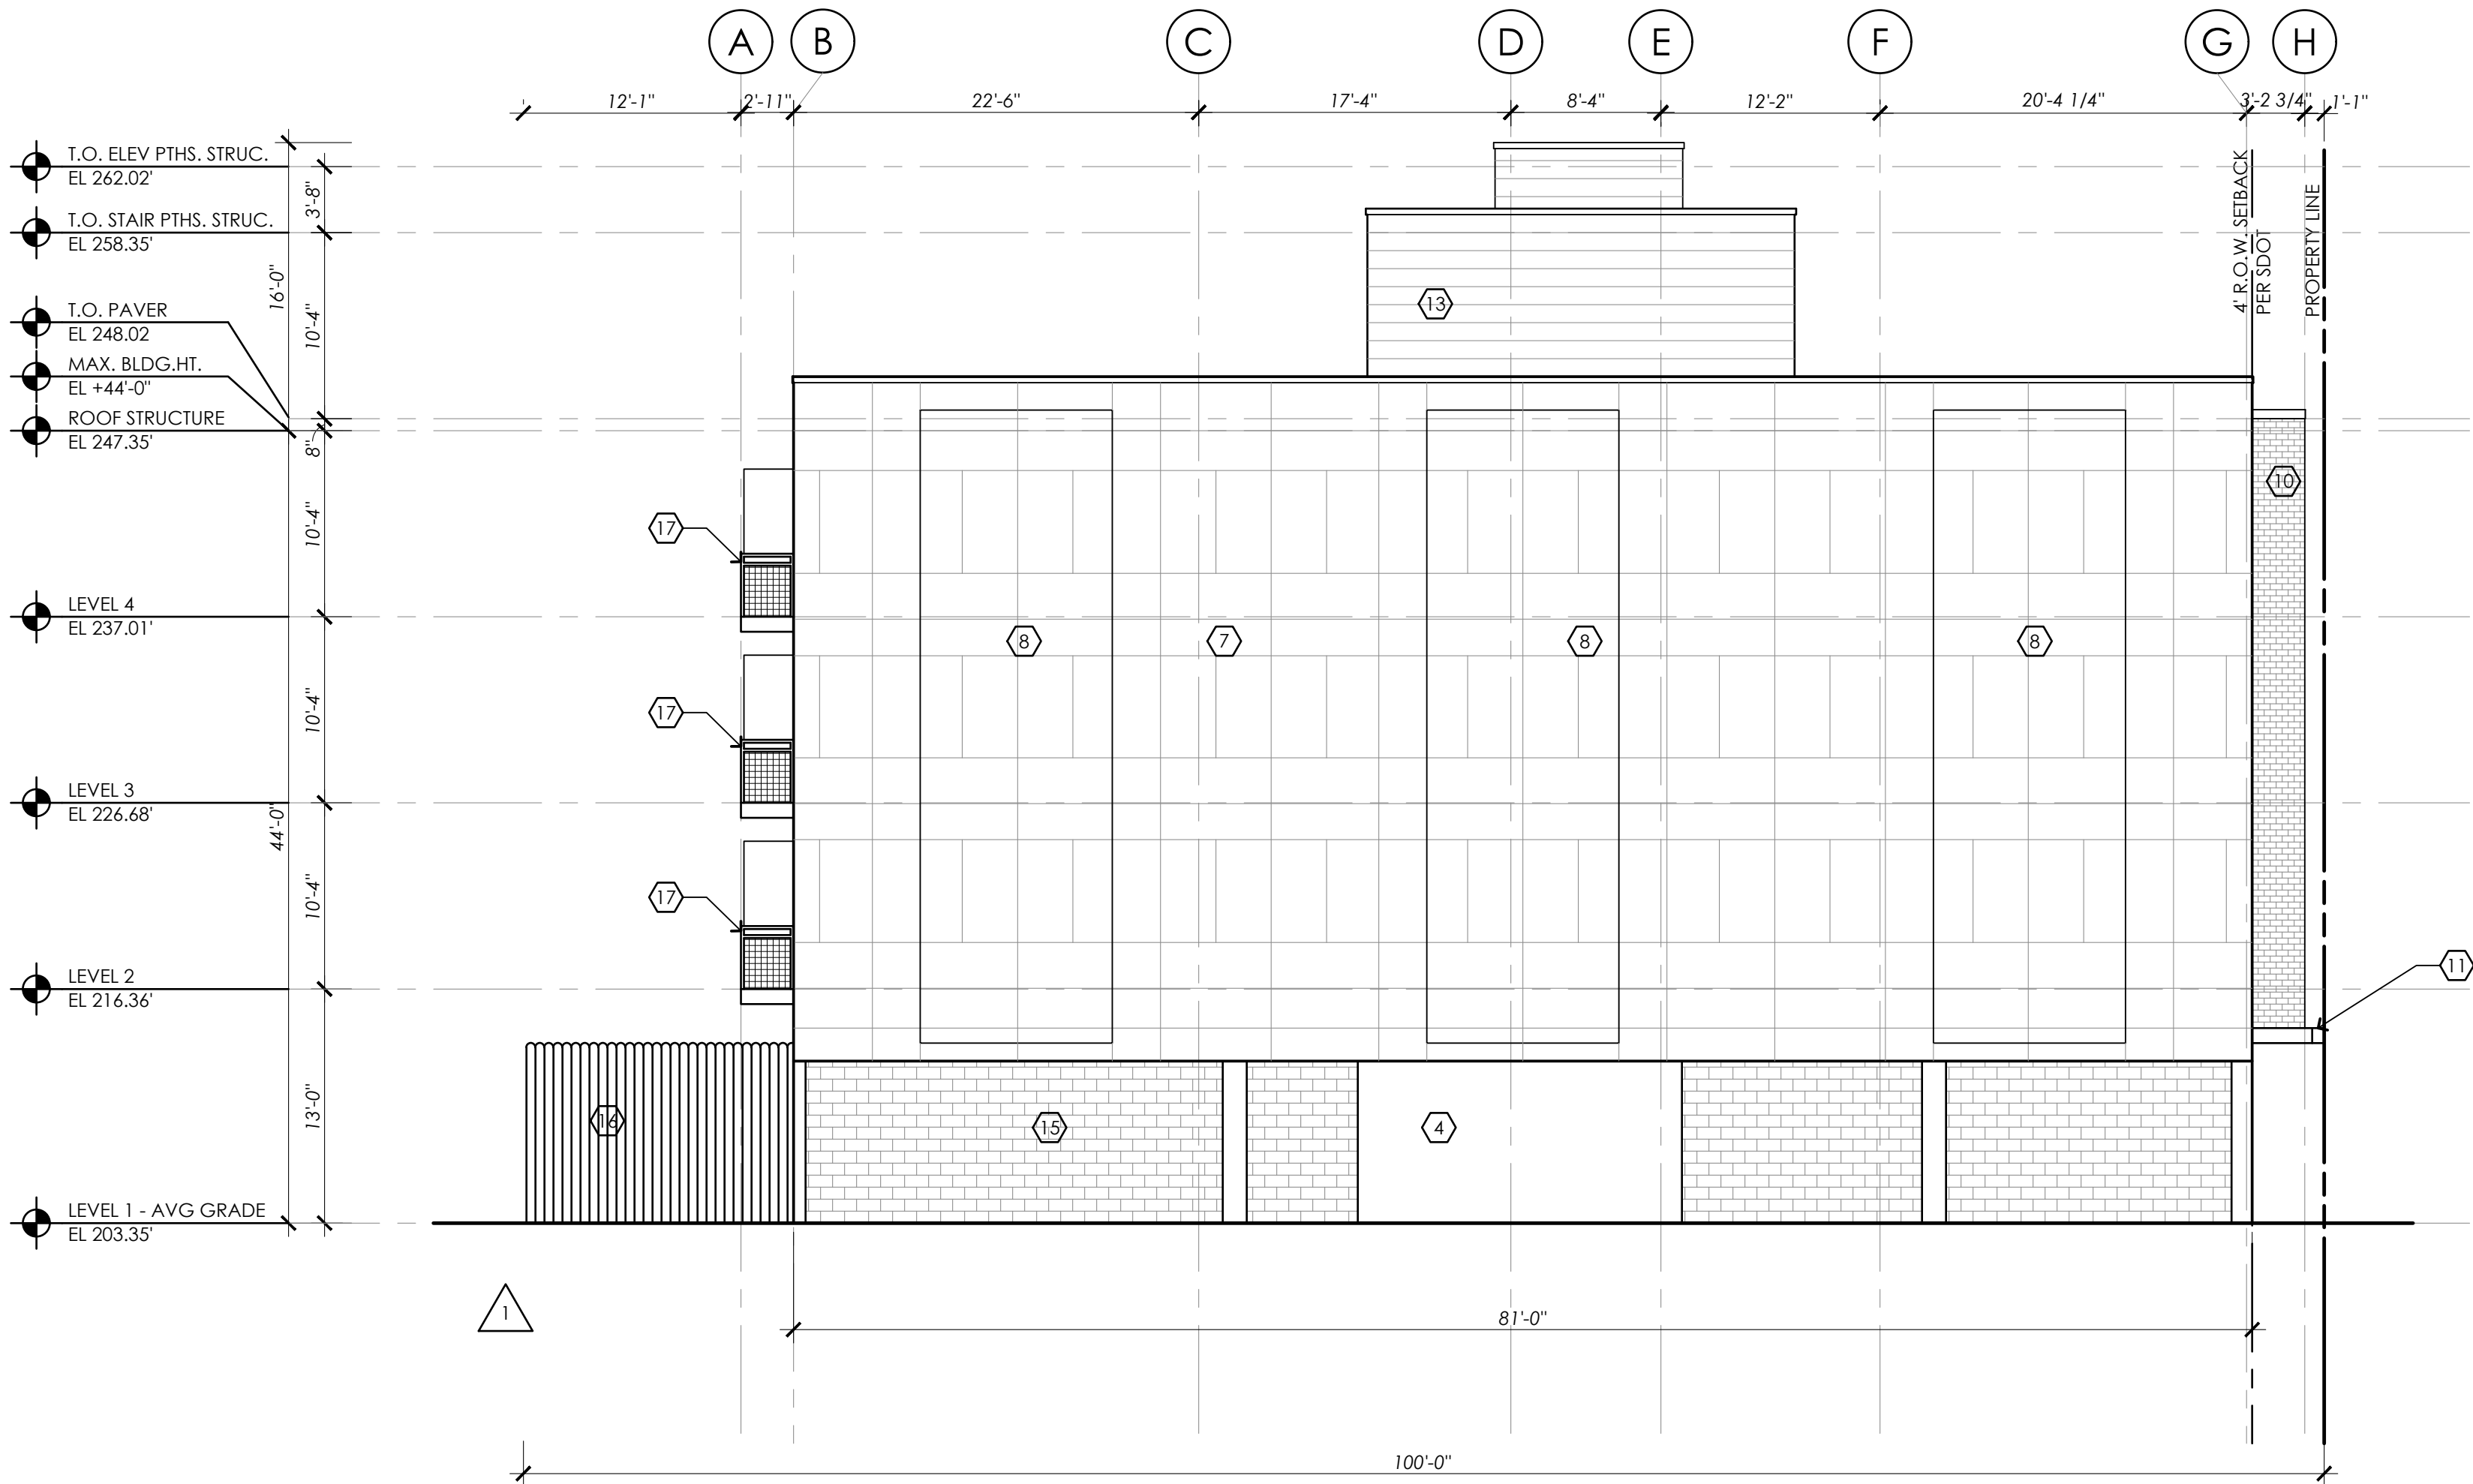 A B C D E F G H
12'-1" 2'-11" 22'-6" 17'-4" 8'-4" 12'-2" 20'-4 1/4" 3'-2 3/4" 1'-1"
T.O. ELEV PTHS. STRUC.
EL 262.02'
T.O. STAIR PTHS. STRUC.
EL 258.35'
T.O. PAVER
EL 248.02
MAX. BLDG.HT.
EL +44'-0"
ROOF STRUCTURE
EL 247.35'
LEVEL 4
EL 237.01'
LEVEL 3
EL 226.68'
LEVEL 2
EL 216.36'
LEVEL 1 - AVG GRADE
EL 203.35'
16'-0"
44'-0"
3'-8"
10'-4"
8"
10'-4"
10'-4"
10'-4"
13'-0"
4' R.O.W. SETBACK
PER SDOT
PROPERTY LINE
13
10
17
8 7 8 8
17
17
11
16 15 4
1
81'-0"
100'-0"